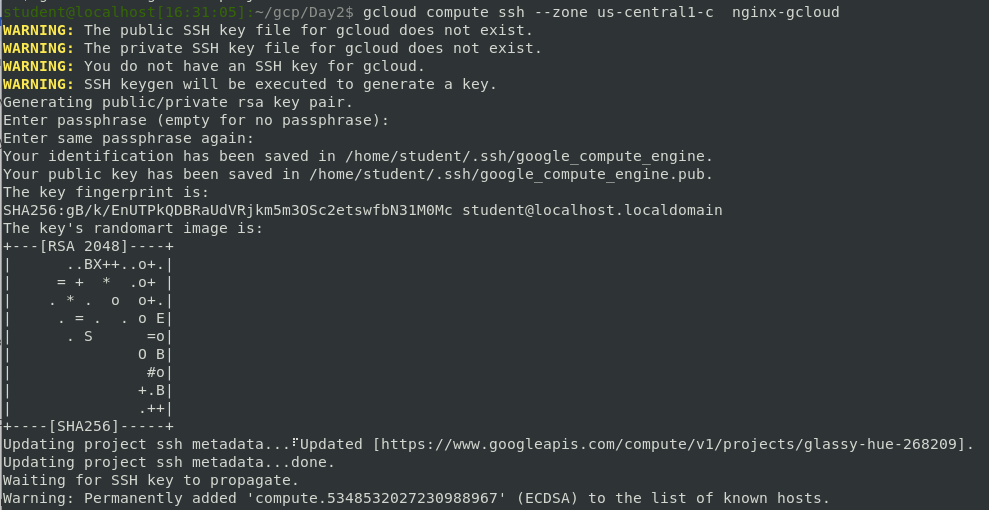 student@localhost[16:31:05]:~/gcp/Day2$ gcloud compute ssh --zone us-central1-c  nginx-gcloud
WARNING: The public SSH key file for gcloud does not exist.
WARNING: The private SSH key file for gcloud does not exist.
WARNING: You do not have an SSH key for gcloud.
WARNING: SSH keygen will be executed to generate a key.
Generating public/private rsa key pair.
Enter passphrase (empty for no passphrase):
Enter same passphrase again:
Your identification has been saved in /home/student/.ssh/google_compute_engine.
Your public key has been saved in /home/student/.ssh/google_compute_engine.pub.
The key fingerprint is:
SHA256:gB/k/EnUTPkQDBRaUdVRjkm5m3OSc2etswfbN31M0Mc student@localhost.localdomain
The key's randomart image is:
+---[RSA 2048]----+
|      ..BX++..o+.|
|     = +  *  .o+ |
|    . * .  o  o+.|
|     . = .  . o E|
|      . S      =o|
|              O B|
|               #o|
|              +.B|
|              .++|
+----[SHA256]-----+
Updating project ssh metadata...⠋Updated [https://www.googleapis.com/compute/v1/projects/glassy-hue-268209].
Updating project ssh metadata...done.
Waiting for SSH key to propagate.
Warning: Permanently added 'compute.5348532027230988967' (ECDSA) to the list of known hosts.